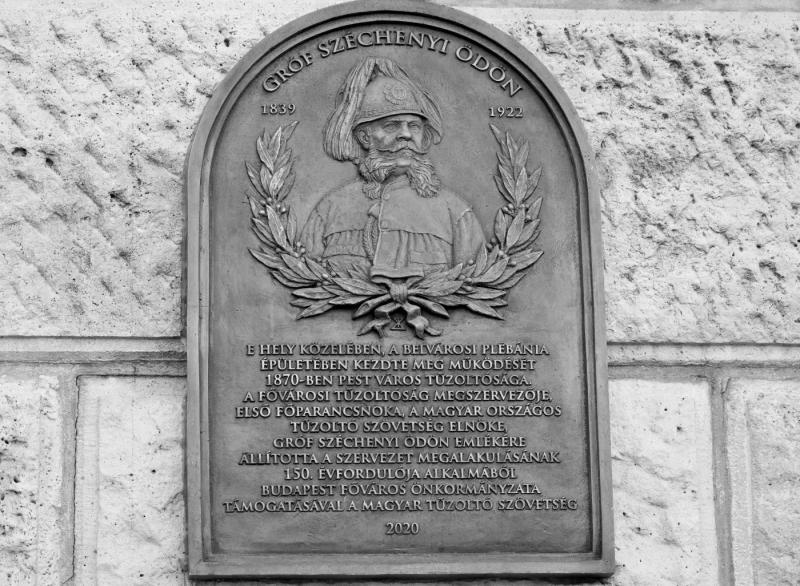 GRÓF SZÉCHENYI ÖDÖN
1839 1922
E HELY KÖZELÉBEN, A BELVÁROSI PLÉBÁNIA
ÉPÜLETÉBEN KEZDTE MEG MŰKÖDÉSÉT
1870-BEN PEST VÁROS TŰZOLTÓSÁGA.
A FŐVÁROSI TŰZOLTÓSÁG MEGSZERVEZŐJE,
ELSŐ FŐPARANCSNOKA, A MAGYAR ORSZÁGOS
TŰZOLTÓ SZÖVETSÉG ELNÖKE,
GRÓF SZÉCHENYI ÖDÖN EMLÉKÉRE
ÁLLÍTOTTA A SZERVEZET MEGALAKULÁSÁNAK
150. ÉVFORDULÓJA ALKALMÁBÓL
BUDAPEST FŐVÁROS ÖNKORMÁNYZATA
TÁMOGATÁSÁVAL A MAGYAR TŰZOLTÓ SZÖVETSÉG
2020